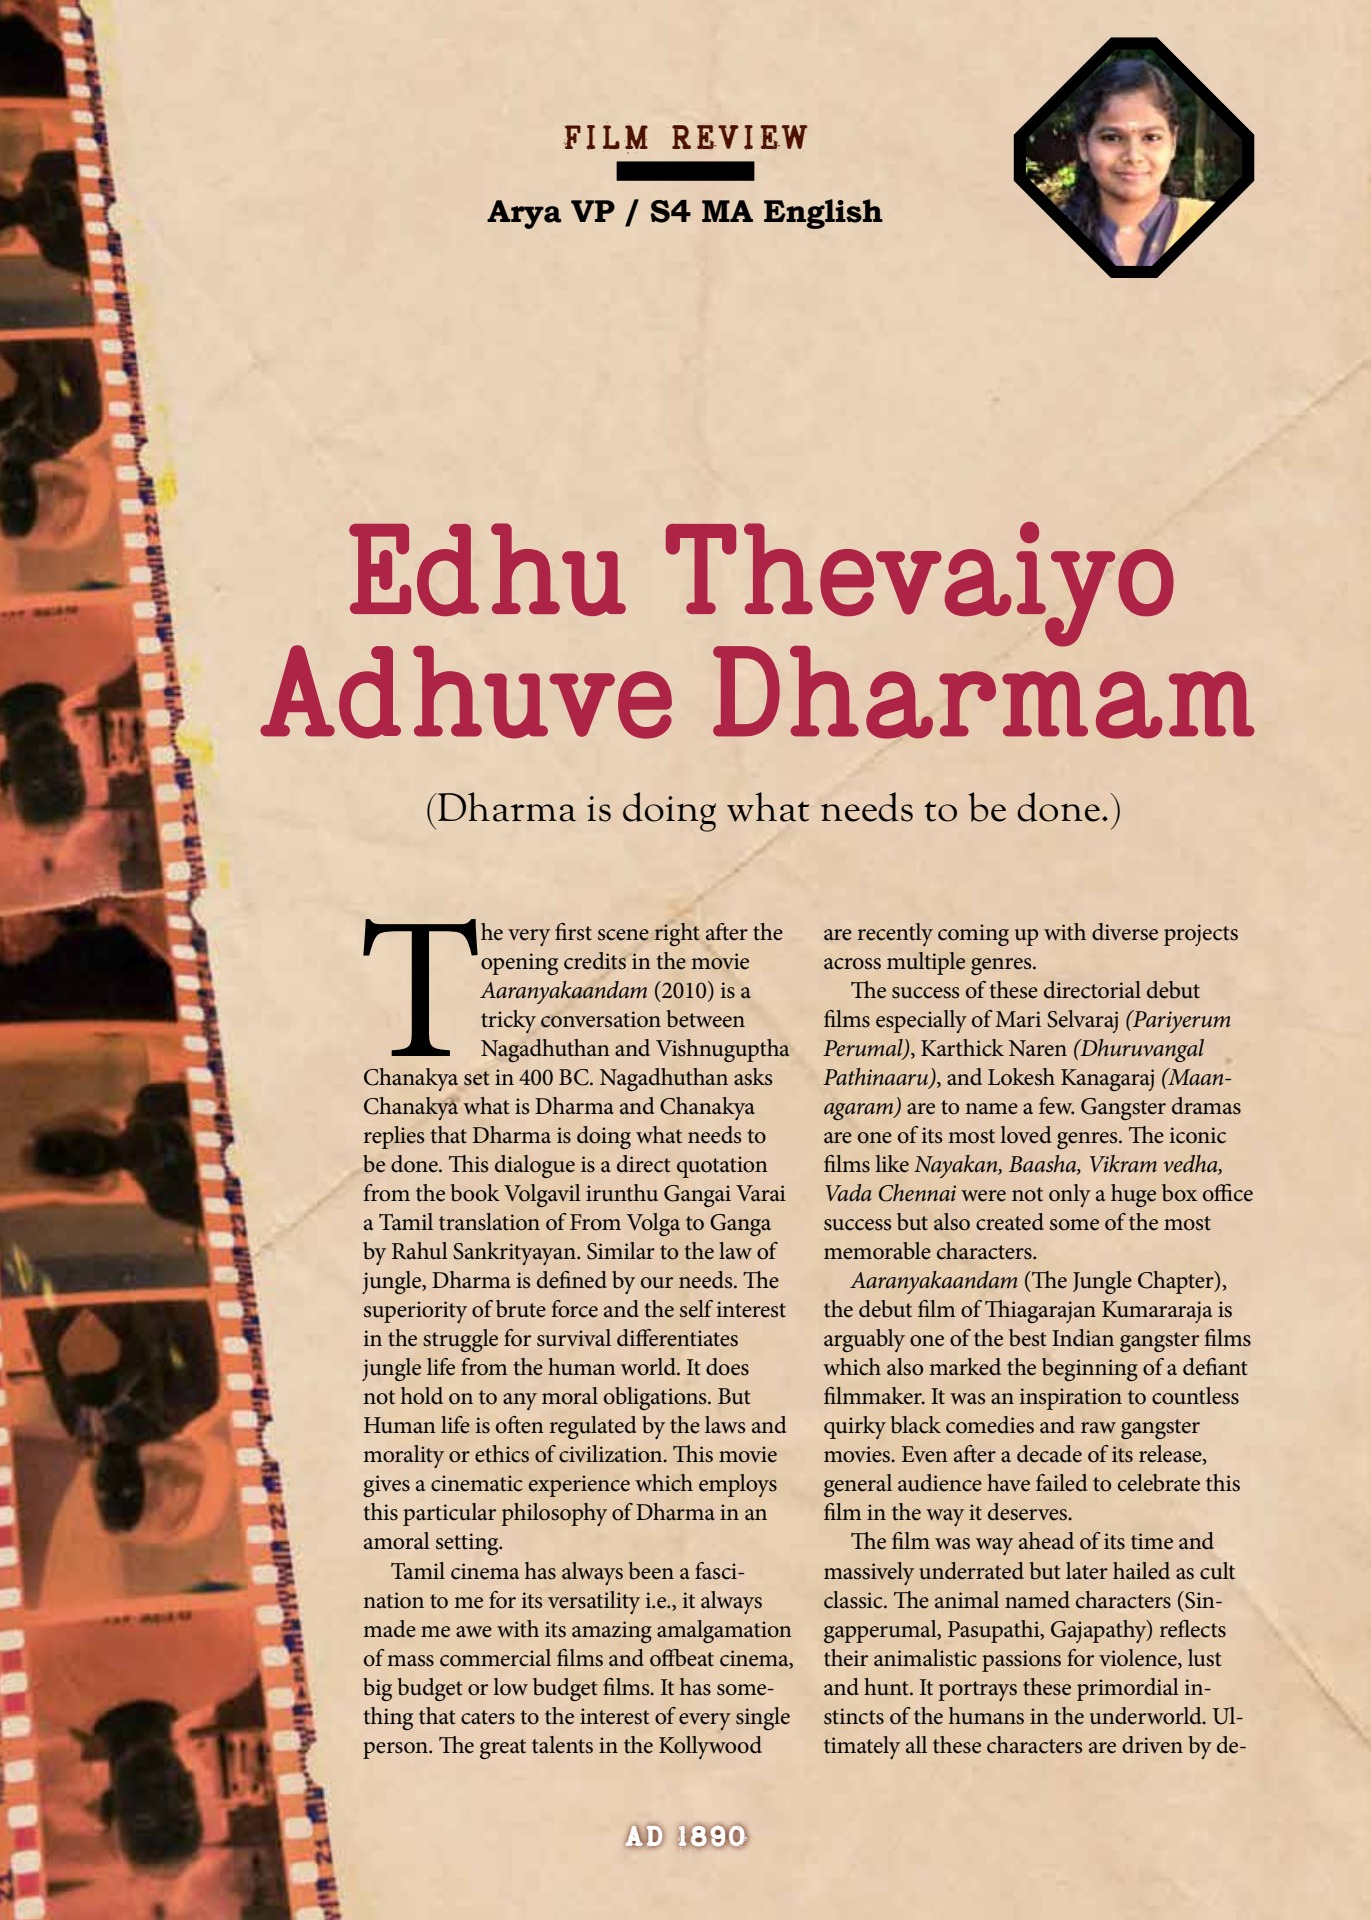 FILM REVIEW
Arya VP / S4 MA English
Edhu Thevaiyo
Adhuve Dharmam
(Dharma is doing what needs to be done.)
The very first scene right after the
opening credits in the movie
Aaranyakaandam (2010) is a
tricky conversation between
Nagadhuthan and Vishnuguptha
Chanakya set in 400 BC. Nagadhuthan asks
Chanakya what is Dharma and Chanakya
replies that Dharma is doing what needs to
be done. This dialogue is a direct quotation
from the book Volgavil irunthu Gangai Varai
a Tamil translation of From Volga to Ganga
by Rahul Sankrityayan. Similar to the law of
jungle, Dharma is defined by our needs. The
superiority of brute force and the self interest
in the struggle for survival differentiates
jungle life from the human world. It does
not hold on to any moral obligations. But
Human life is often regulated by the laws and
morality or ethics of civilization. This movie
gives a cinematic experience which employs
this particular philosophy of Dharma in an
amoral setting.
Tamil cinema has always been a fasci-
nation to me for its versatility i.e., it always
made me awe with its amazing amalgamation
of mass commercial films and offbeat cinema,
big budget or low budget films. It has some-
thing that caters to the interest of every single
person. The great talents in the Kollywood
are recently coming up with diverse projects
across multiple genres.
The success of these directorial debut
films especially of Mari Selvaraj (Pariyerum
Perumal), Karthick Naren (Dhuruvangal
Pathinaaru), and Lokesh Kanagaraj (Maan-
agaram) are to name a few. Gangster dramas
are one of its most loved genres. The iconic
films like Nayakan, Baasha, Vikram vedha,
Vada Chennai were not only a huge box office
success but also created some of the most
memorable characters.
Aaranyakaandam (The Jungle Chapter),
the debut film of Thiagarajan Kumararaja is
arguably one of the best Indian gangster films
which also marked the beginning of a defiant
filmmaker. It was an inspiration to countless
quirky black comedies and raw gangster
movies. Even after a decade of its release,
general audience have failed to celebrate this
film in the way it deserves.
The film was way ahead of its time and
massively underrated but later hailed as cult
classic. The animal named characters (Sin-
gapperumal, Pasupathi, Gajapathy) reflects
their animalistic passions for violence, lust
and hunt. It portrays these primordial in-
stincts of the humans in the underworld. Ul-
timately all these characters are driven by de-
AD 1890